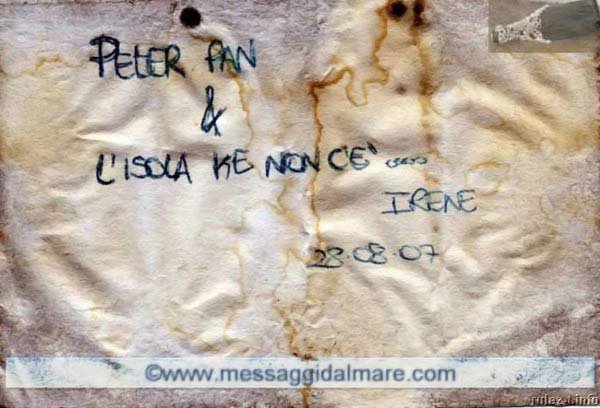 PETER PAN
&
L'ISOLA KE NON C'E'.....
IRENE
28.08.07
©www.messaggidalmare.com
rulez-t.info